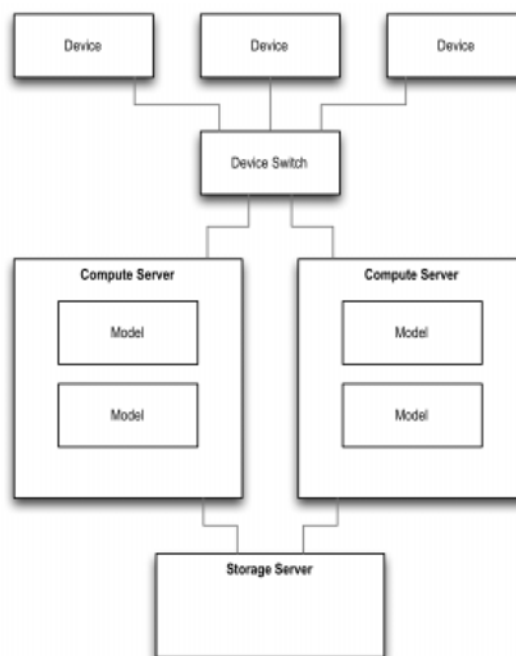 Device
Device
Device
Device Switch
Compute Server
Compute Server
Model
Model
Model
Model
Storage Server